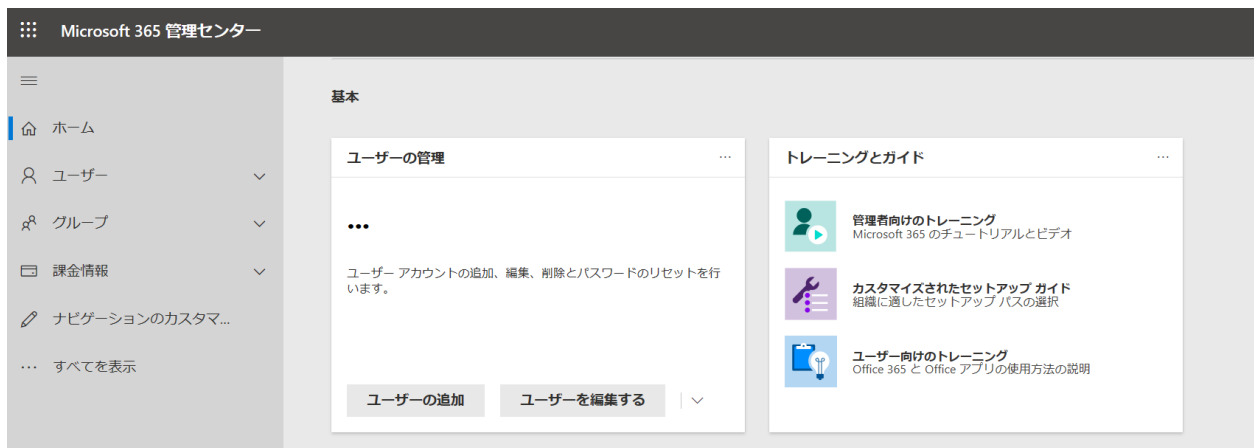 Microsoft 365 管理センター
基本
ホーム
ユーザー
グループ
課金情報
ナビゲーションのカスタマ...
… すべてを表示
ユーザーの管理
…
•••
ユーザー アカウントの追加、編集、削除とパスワードのリセットを行
います。
ユーザーの追加
ユーザーを編集する
トレーニングとガイド
…
管理者向けのトレーニング
Microsoft 365 のチュートリアルとビデオ
カスタマイズされたセットアップ ガイド
組織に適したセットアップ パスの選択
ユーザー向けのトレーニング
Office 365 と Office アプリの使用方法の説明